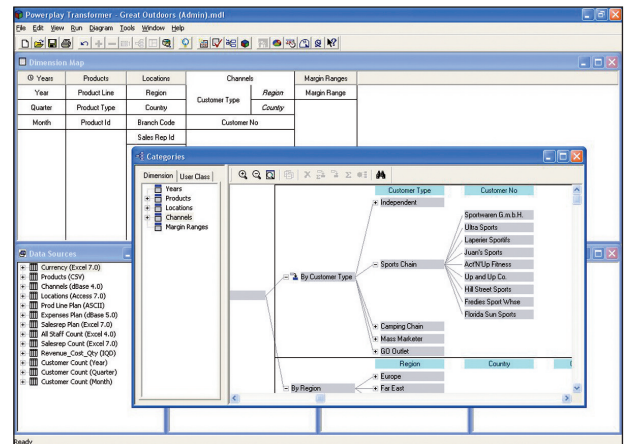 Powerplay Transformer - Great Outdoors (Admin).mdl
File Edit View Run Diagram Tools Window Help
Dimension Map
Years Products Locations Channels Margin Ranges
Year Product Line Region Customer Type Region Margin Range
Quarter Product Type County County
Month Product Id Branch Code Customer No
Sales Rep Id
Categories
Dimension User Class
Years
Products
Locations
Channels
Margin Ranges
Customer Type Customer No
Independent
Sportwaren G.m.b.H.
Ultra Sports
Laperier Sportifs
Juan's Sports
By Customer Type Sports Chain Act'N'Up Fitness
Up and Up Co.
Hill Street Sports
Fredies Sport Whse
Florida Sun Sports
Camping Chain
Mass Marketer
GO Outlet
Region County
Europe
By Region Far East
Data Sources
Currency (Excel 7.0)
Products (CSV)
Channels (dBase 4.0)
Locations (Access 7.0)
Prod Line Plan (ASCII)
Expenses Plan (dBase 5.0)
Salesrep Plan (Excel 7.0)
All Staff Count (Excel 4.0)
Salesrep Count (Excel 7.0)
Revenue_Cost_Qty (IQD)
Customer Count (Year)
Customer Count (Quarter)
Customer Count (Month)
Ready